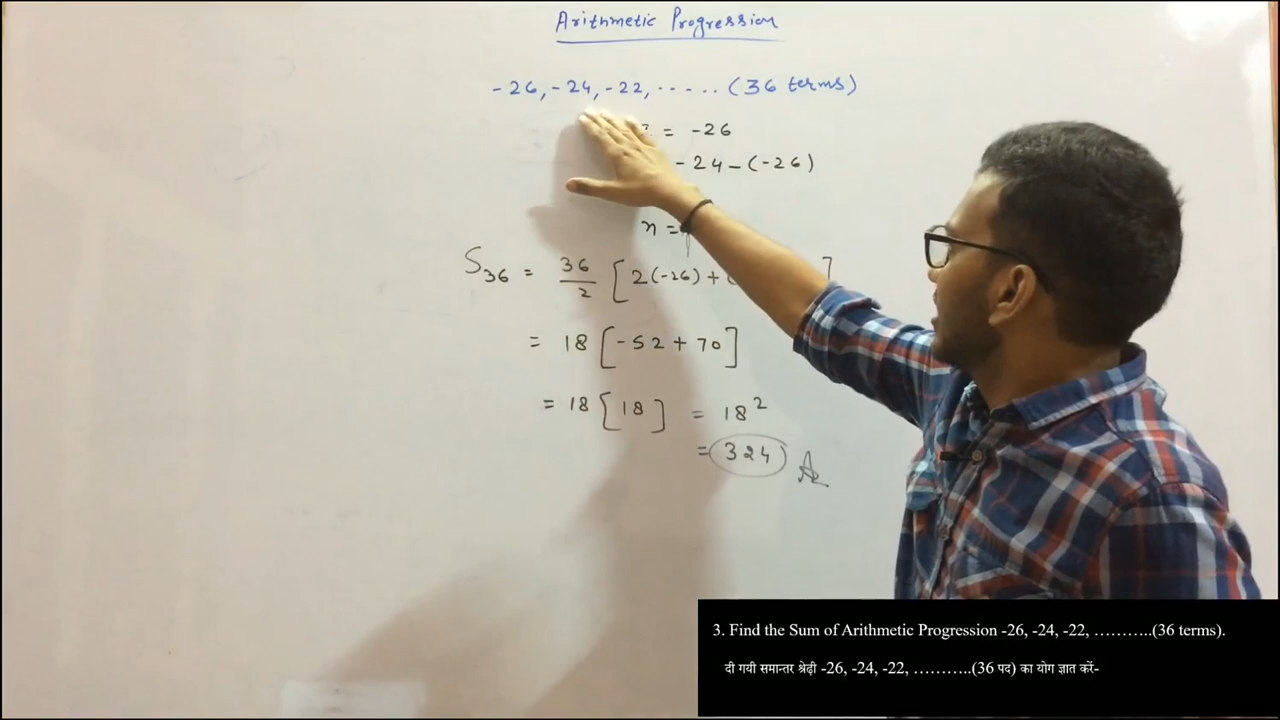 Arithmetic Progression
-26, -24, -22, ..... (36 terms)
= -26
-24-(-26)
n =
S36 = 36/2 [2(-26)+
]
= 18 [-52+70]
= 18 [18] = 18²
= 324
3. Find the Sum of Arithmetic Progression -26, -24, -22, ………..(36 terms).
दी गयी समान्तर श्रेढ़ी -26, -24, -22, ………..(36 पद) का योग ज्ञात करें-